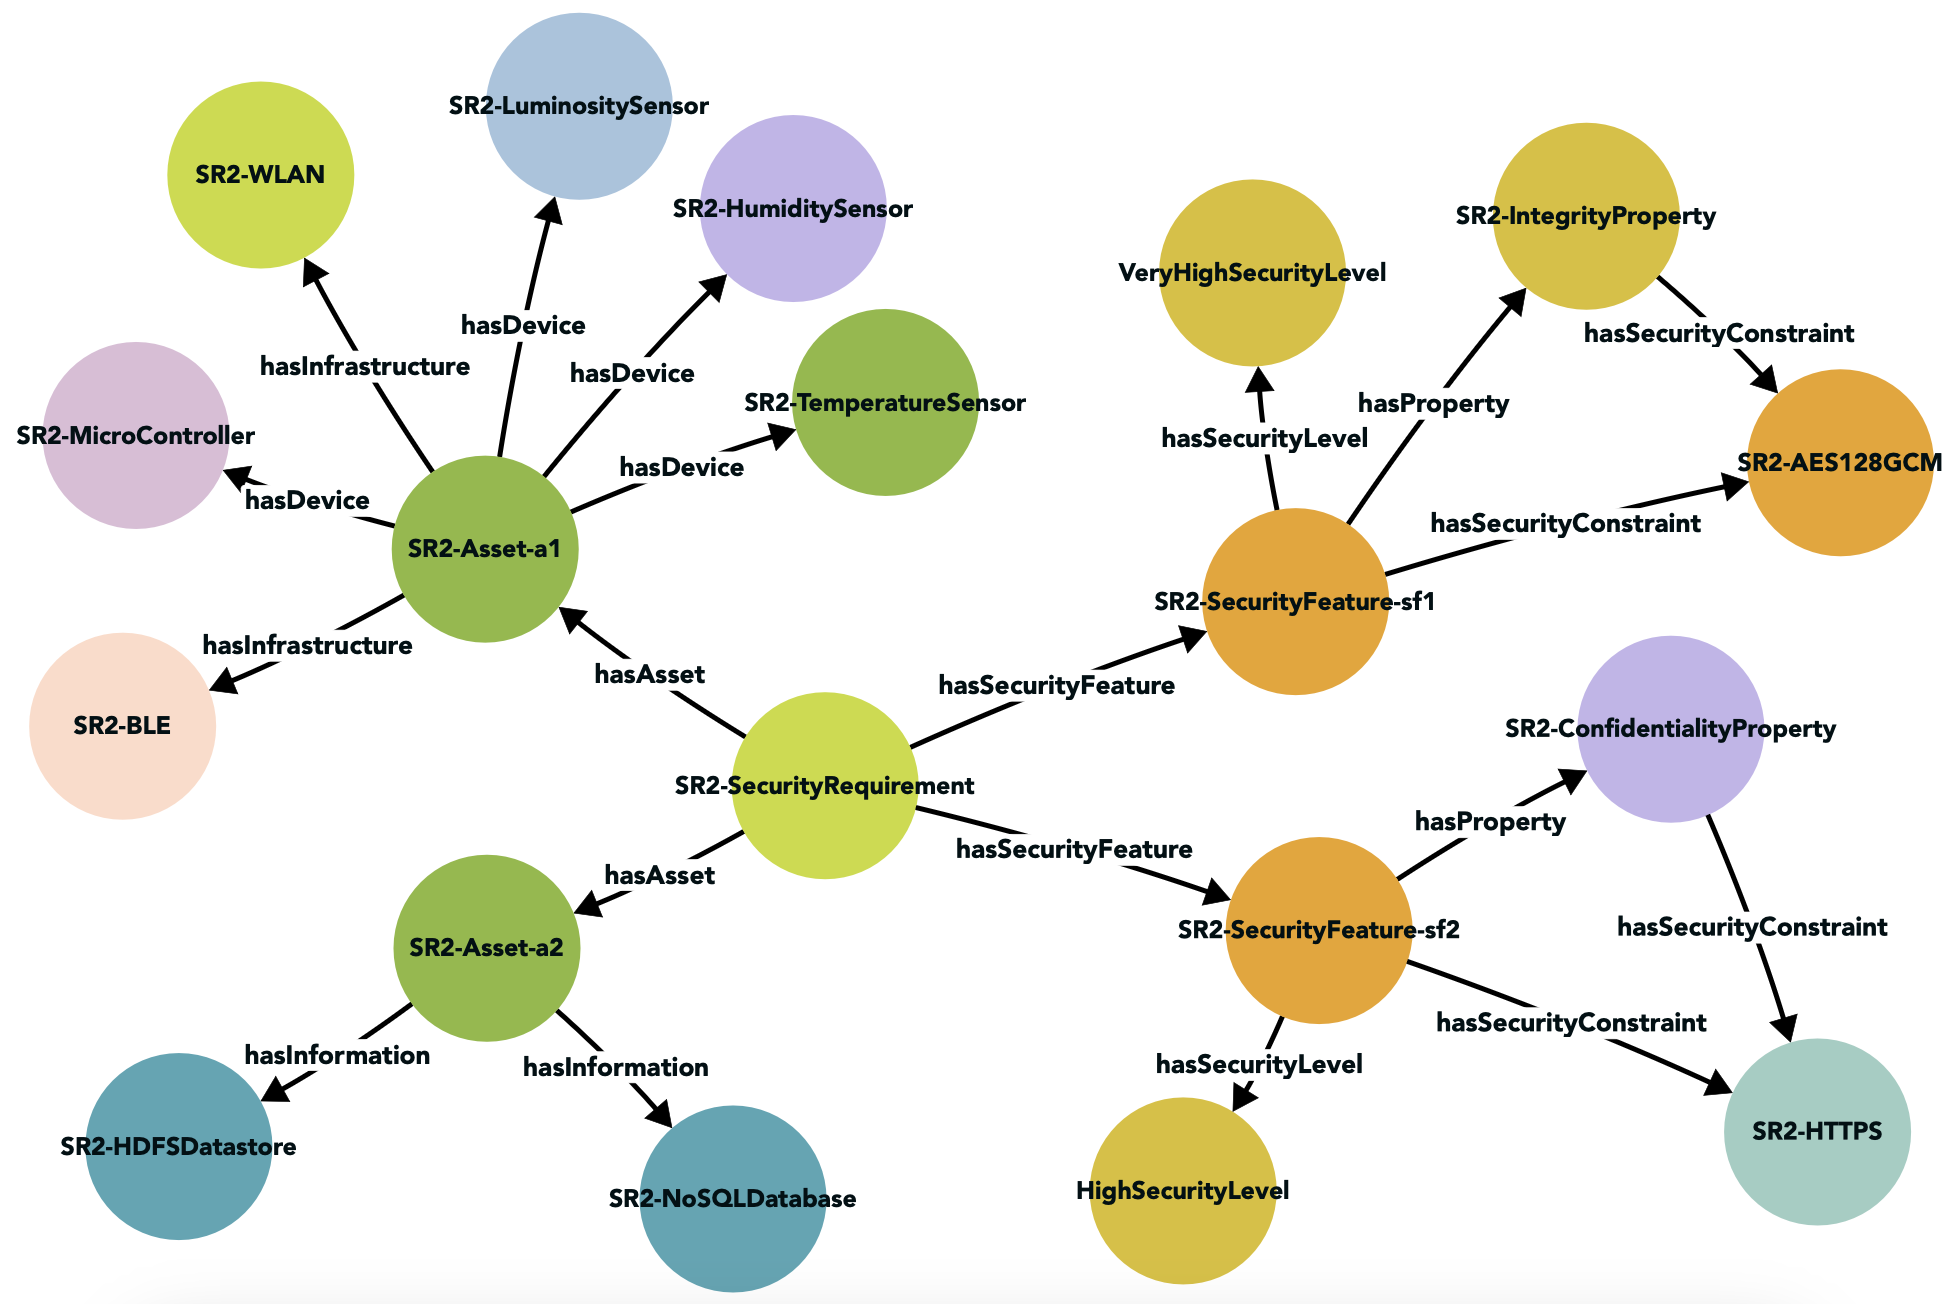 SR2-LuminositySensor
SR2-WLAN
SR2-HumiditySensor
SR2-IntegrityProperty
VeryHighSecurityLevel
hasDevice
hasSecurityConstraint
hasInfrastructure
hasDevice
SR2-TemperatureSensor
hasProperty
SR2-MicroController
hasSecurityLevel
SR2-AES128GCM
hasDevice
hasDevice
hasSecurityConstraint
SR2-Asset-a1
SR2-SecurityFeature-sf1
hasInfrastructure
hasAsset
hasSecurityFeature
SR2-BLE
SR2-ConfidentialityProperty
SR2-SecurityRequirement
hasProperty
hasSecurityFeature
hasAsset
hasSecurityConstraint
SR2-SecurityFeature-sf2
SR2-Asset-a2
hasSecurityConstraint
hasInformation
hasInformation
hasSecurityLevel
SR2-HTTPS
SR2-HDFSDatastore
HighSecurityLevel
SR2-NoSQLDatabase